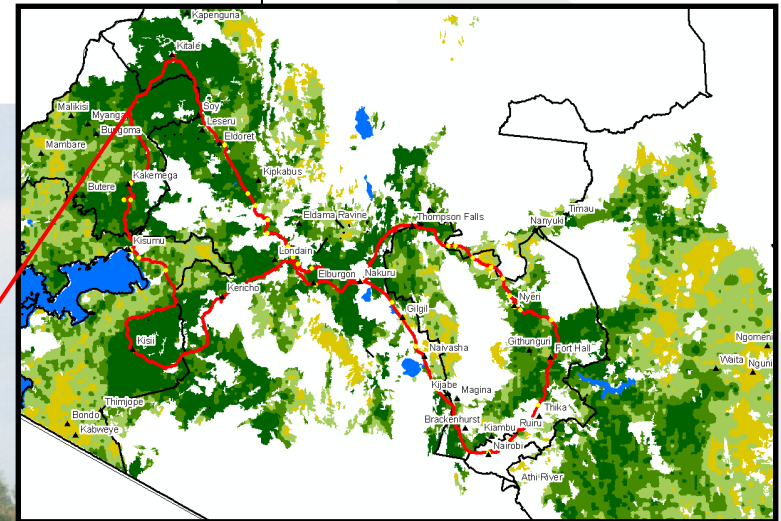 Kapenguna
Kitale
Malikisi
Myanga
Soy
Leseru
Bungoma
Eldoret
Mambare
Kakemega
Kipkabus
Butere
Eldama Ravine
Thompson Falls
Timau
Nanyuki
Kisumu
Londain
Elburgon
Nakuru
Kericho
Nyeri
Gilgil
Kisii
Githunguri
Fort Hall
Naivasha
Ngomeni
Waita
Nguni
Kijabe
Magina
Thimjope
Bondo
Kabweye
Brackenhurst
Kiambu
Ruiru
Thika
Nairobi
Athi River